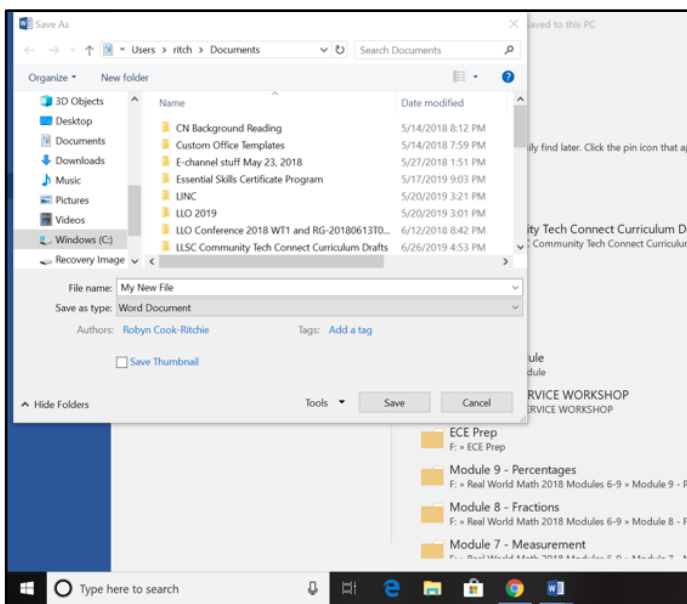 Save As
Saved to this PC
« Users › ritch › Documents
Search Documents
Organize
New folder
Name
Date modified
3D Objects
Desktop
Documents
Downloads
Music
Pictures
Videos
Windows (C:)
Recovery Image
CN Background Reading 5/14/2018 8:12 PM
Custom Office Templates 5/14/2018 7:59 PM
E-channel stuff May 23, 2018 5/27/2018 1:51 PM
Essential Skills Certificate Program 5/17/2019 9:03 PM
LINC 5/20/2019 3:21 PM
LLO 2019 5/20/2019 3:01 PM
LLO Conference 2018 WT1 and RG-20180613T0... 6/12/2018 8:42 PM
LLSC Community Tech Connect Curriculum Drafts 6/26/2019 4:53 PM
File name: My New File
Save as type: Word Document
Authors: Robyn Cook-Ritchie
Tags: Add a tag
Save Thumbnail
Hide Folders
Tools
Save
Cancel
ily find later. Click the pin icon that ap
ity Tech Connect Curriculum D
Community Tech Connect Curriculum
ule
dule
RVICE WORKSHOP
ERVICE WORKSHOP
ECE Prep
F: » ECE Prep
Module 9 - Percentages
F: » Real World Math 2018 Modules 6-9 » Module 9 - P
Module 8 - Fractions
F: » Real World Math 2018 Modules 6-9 » Module 8 - F
Module 7 - Measurement
Type here to search